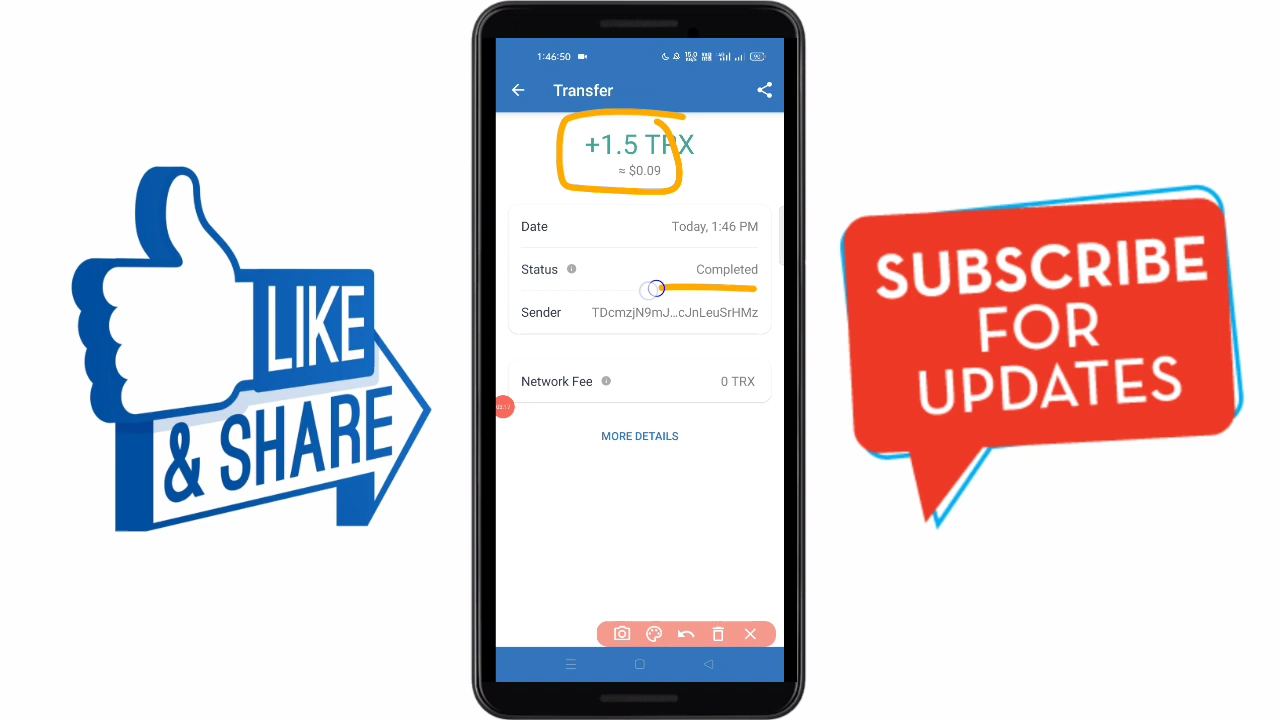 LIKE
& SHARE
1:46:50
Transfer
+1.5 TRX
≈ $0.09
Date Today, 1:46 PM
Status Completed
Sender TDcmzjN9mJ...cJnLeuSrHMz
Network Fee 0 TRX
MORE DETAILS
SUBSCRIBE
FOR
UPDATES